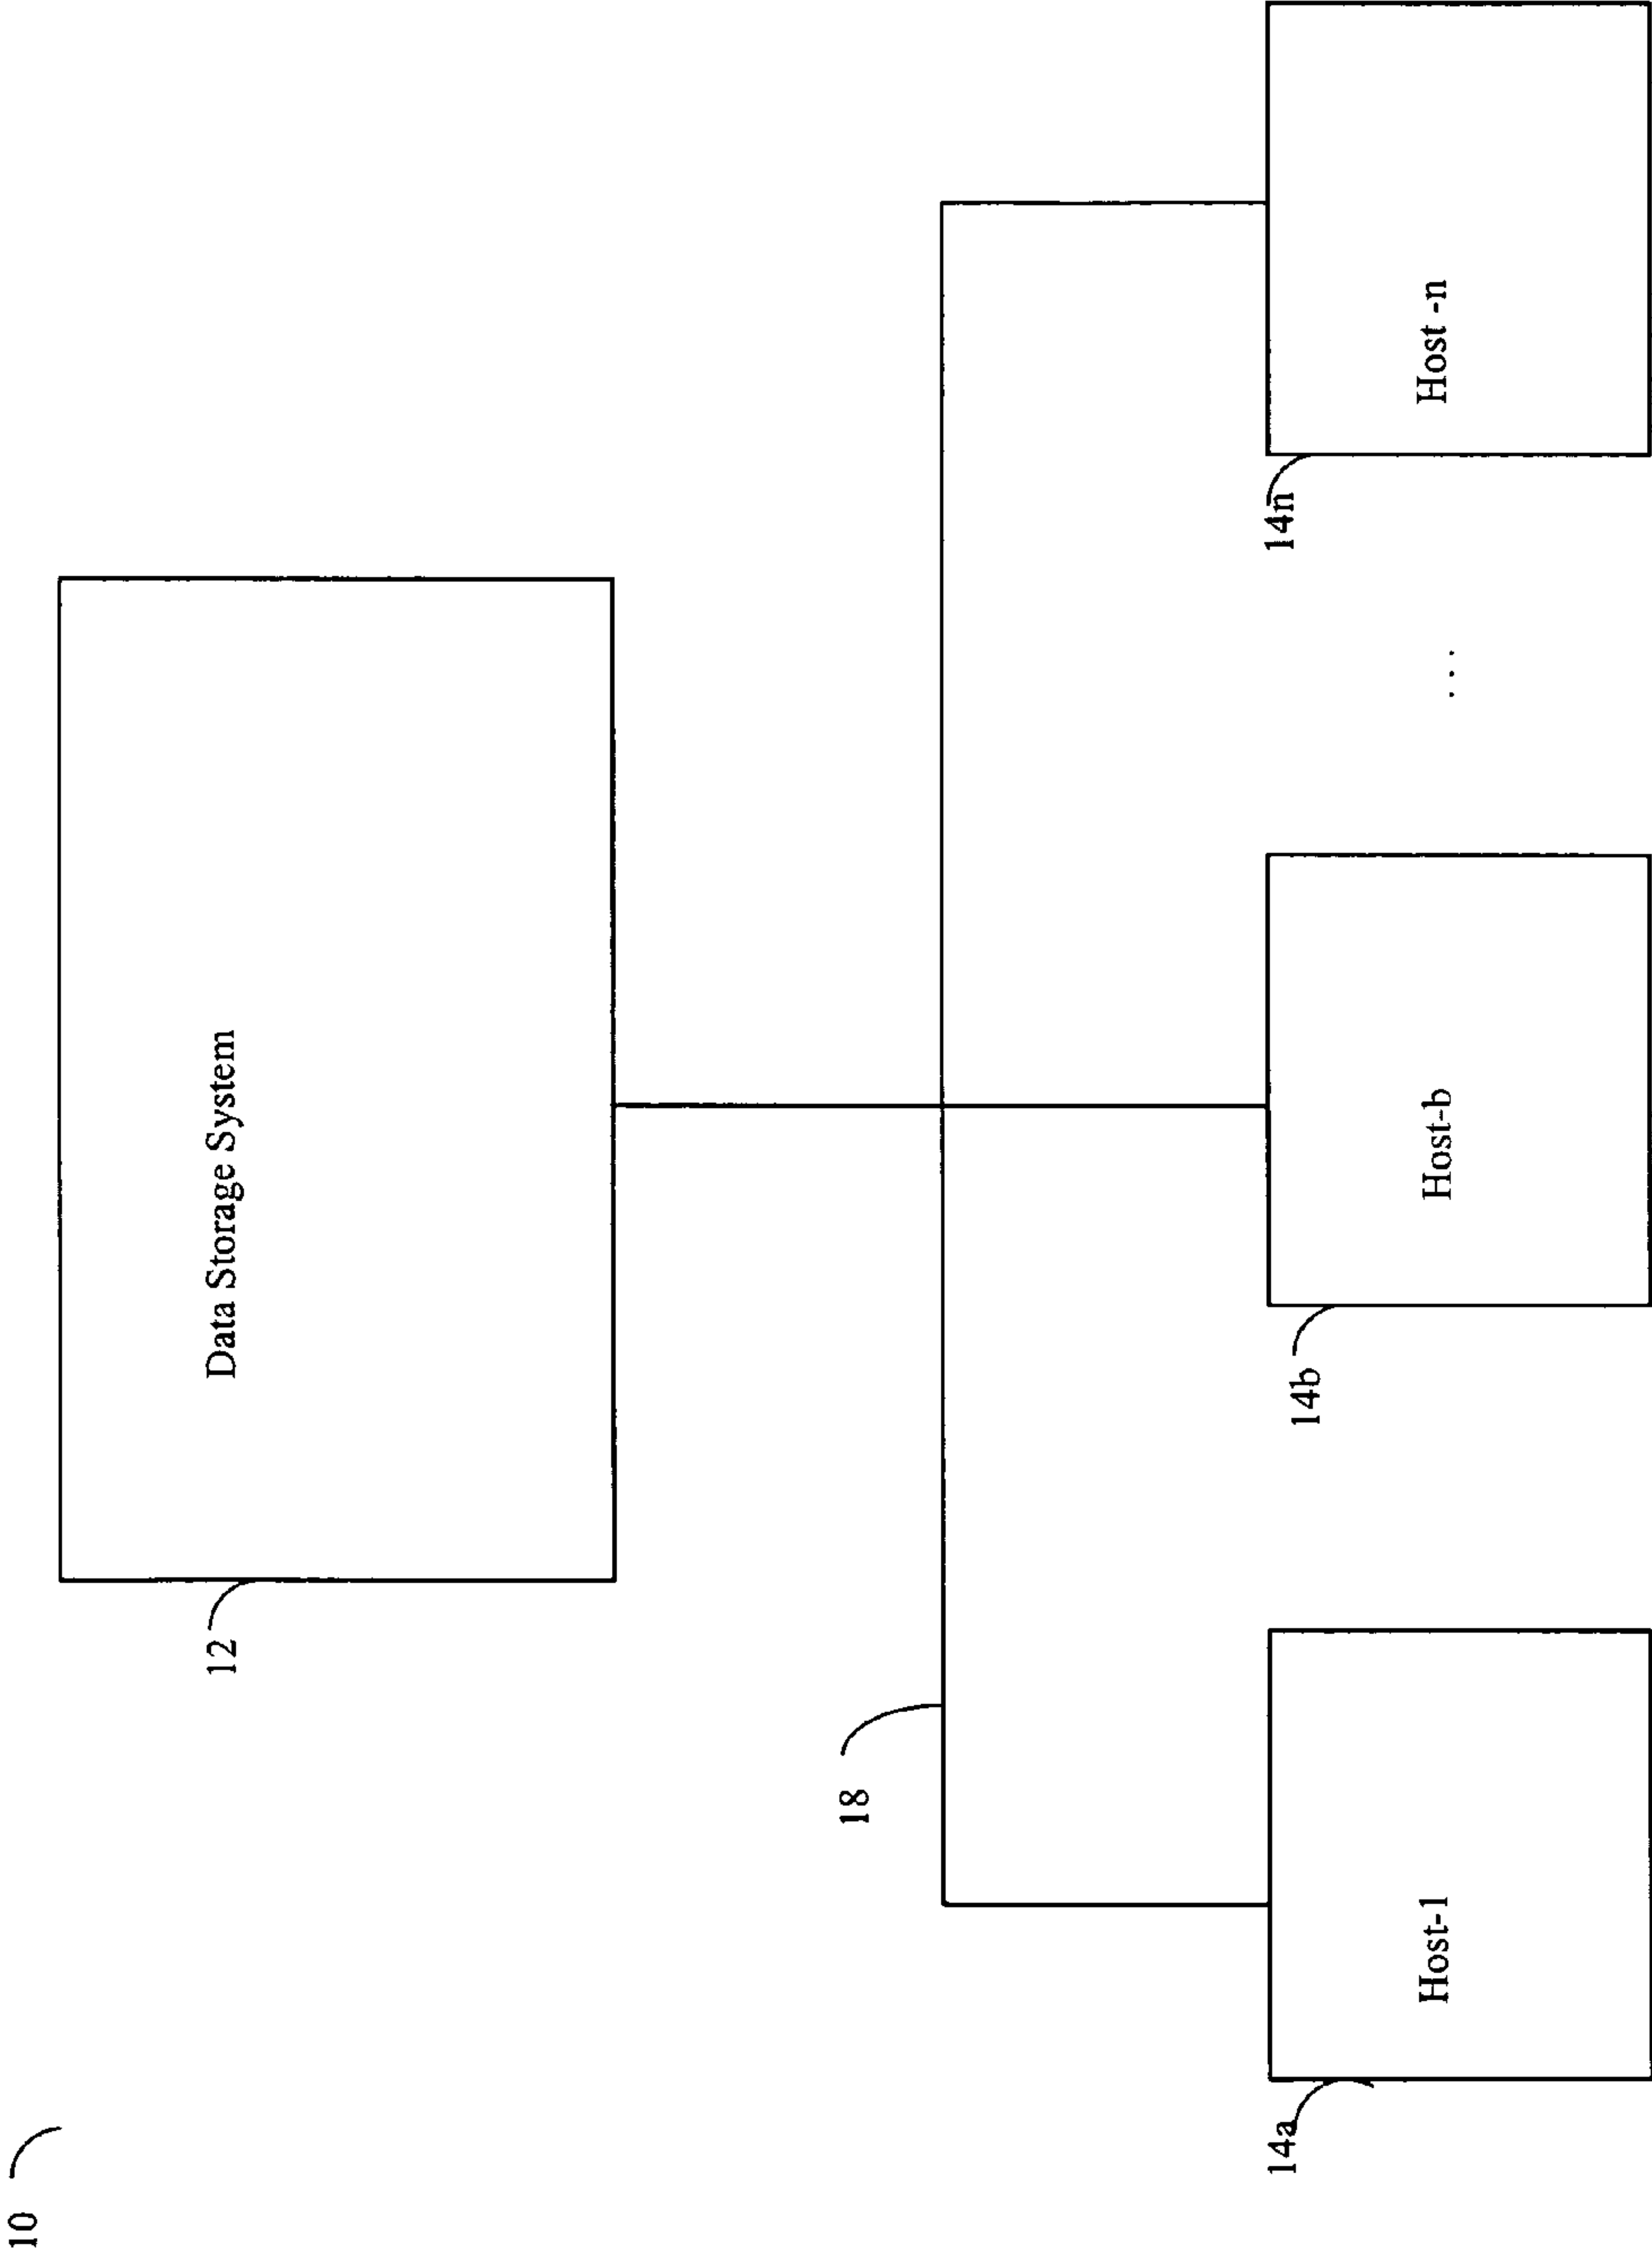 10
12
Data Storage System
18
14a
Host-1
14b
Host-b
. . .
14n
Host -n